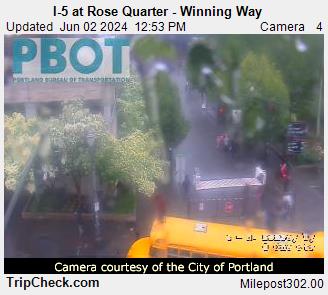 I-5 at Rose Quarter - Winning Way
Updated Jun 02 2024 12:53 PM Camera 4
PBOT
PORTLAND BUREAU OF TRANSPORTATION
Camera courtesy of the City of Portland
TripCheck.com Milepost302.00